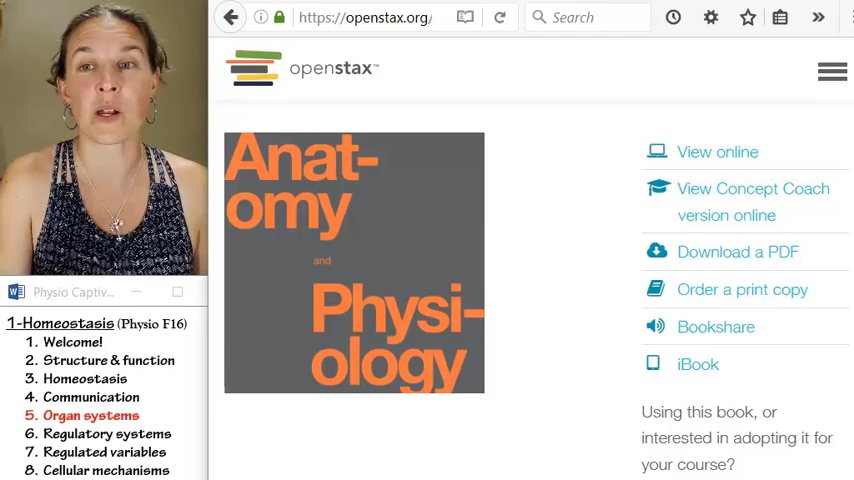 https://openstax.org/
Search
openstax™
Anat-
omy
and
Physi-
ology
View online
View Concept Coach
version online
Download a PDF
Order a print copy
Bookshare
iBook
Using this book, or
interested in adopting it for
your course?
Physio Captiv...
1-Homeostasis (Physio F16)
1. Welcome!
2. Structure & function
3. Homeostasis
4. Communication
5. Organ systems
6. Regulatory systems
7. Regulated variables
8. Cellular mechanisms